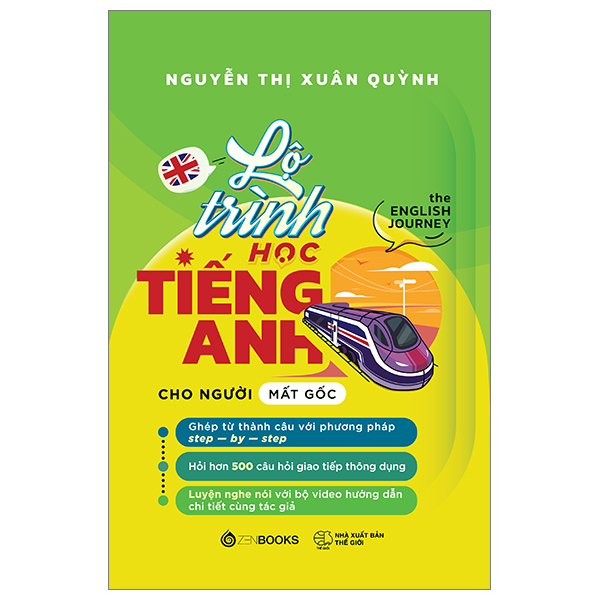 NGUYỄN THỊ XUÂN QUỲNH
Lộ
trình
the
ENGLISH
JOURNEY
HỌC
TIẾNG
ANH
CHO NGƯỜI MẤT GỐC
Ghép từ thành câu với phương pháp
step — by — step
Hỏi hơn 500 câu hỏi giao tiếp thông dụng
Luyện nghe nói với bộ video hướng dẫn
chi tiết cùng tác giả
ZENBOOKS
THẾ GIỚI
NHÀ XUẤT BẢN
THẾ GIỚI